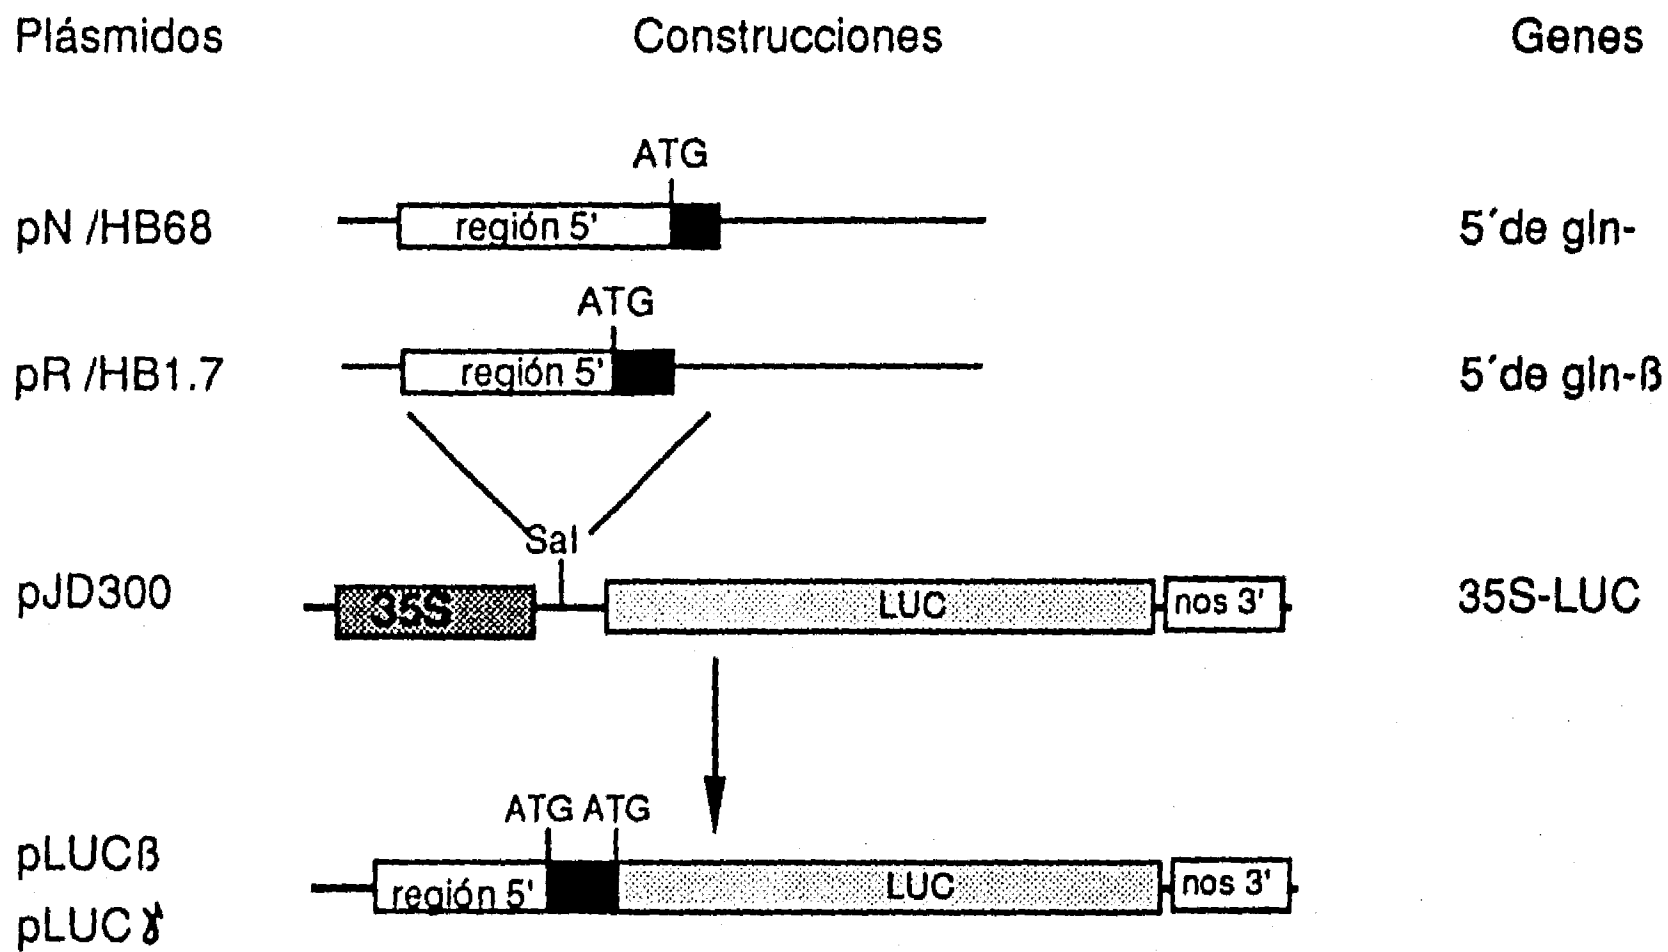 Plásmidos Construcciones Genes
ATG
pN /HB68 región 5' 5´de gln-
ATG
pR /HB1.7 región 5' 5´de gln-ß
Sal
pJD300 35S LUC nos 3' 35S-LUC
ATG ATG
pLUCß
región 5' LUC nos 3'
pLUCɣ